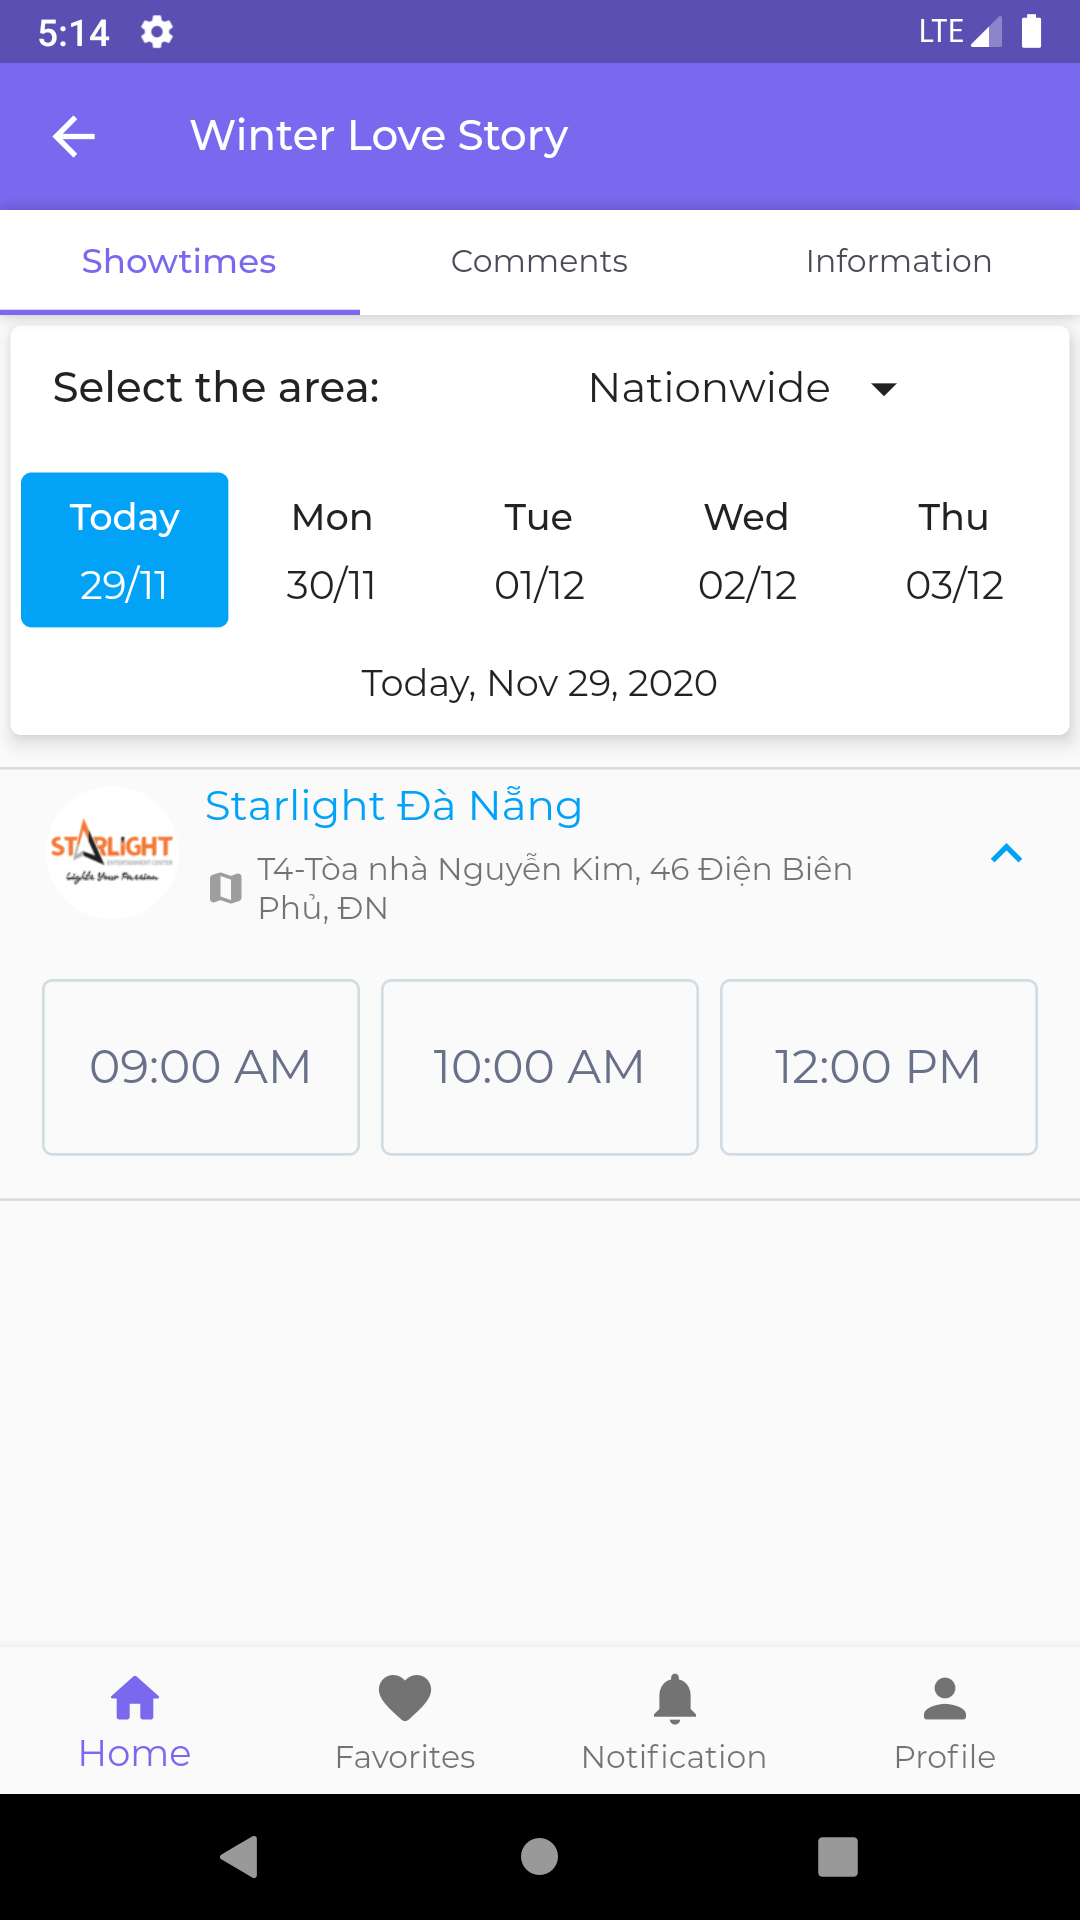 5:14
LTE
Winter Love Story
Showtimes
Comments
Information
Select the area:
Nationwide
Today
Mon
Tue
Wed
Thu
29/11
30/11
01/12
02/12
03/12
Today, Nov 29, 2020
Starlight Đà Nẵng
STARLIGHT
ENTERTAINMENT CENTER
Lights Your Passion
T4-Tòa nhà Nguyễn Kim, 46 Điện Biên
Phủ, ĐN
09:00 AM
10:00 AM
12:00 PM
Home
Favorites
Notification
Profile